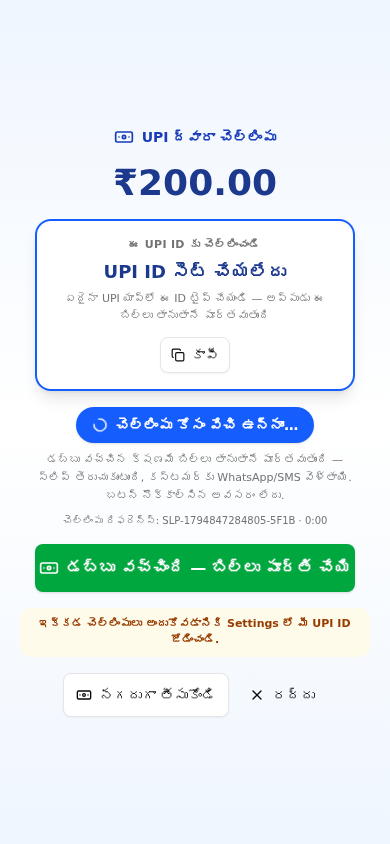 UPI ద్వారా చెల్లింపు
₹200.00
ఈ UPI ID కు చెల్లించండి
UPI ID సెట్ చేయలేదు
ఏదైనా UPI యాప్‌లో ఈ ID టైప్ చేయండి — అప్పుడు ఈ
బిల్లు తానుతానే పూర్తవుతుంది
కాపీ
చెల్లింపు కోసం వేచి ఉన్నాం...
డబ్బు వచ్చిన క్షణమే బిల్లు తానుతానే పూర్తవుతుంది —
స్లిప్ తెరుచుకుంటుంది, కస్టమర్‌కు WhatsApp/SMS వెళ్తాయి.
బటన్ నొక్కాల్సిన అవసరం లేదు.
చెల్లింపు రిఫరెన్స్: SLP-1794847284805-5F1B · 0:00
డబ్బు వచ్చింది — బిల్లు పూర్తి చేయి
ఇక్కడ చెల్లింపులు అందుకోవడానికి Settings లో మీ UPI ID
జోడించండి.
నగదుగా తీసుకోండి
రద్దు